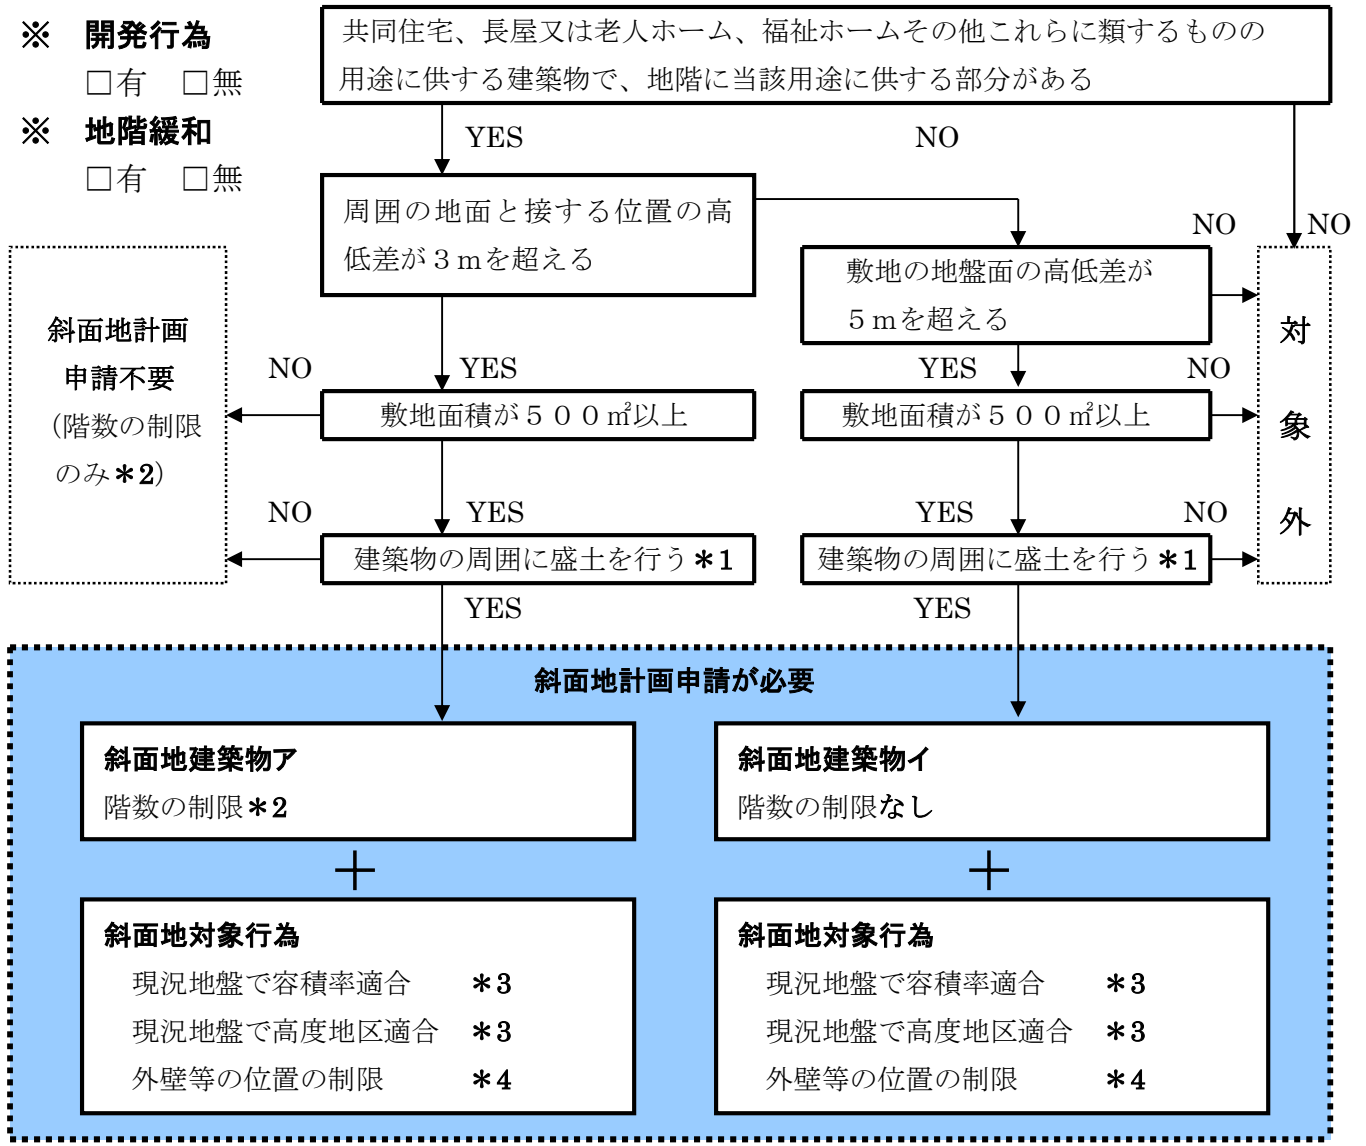 ※ 開発行為
□有 □無
※ 地階緩和
□有 □無
共同住宅、長屋又は老人ホーム、福祉ホームその他これらに類するものの
用途に供する建築物で、地階に当該用途に供する部分がある
YES
NO
NO
周囲の地面と接する位置の高
低差が3mを超える
NO
敷地の地盤面の高低差が
5mを超える
対
象
外
斜面地計画
申請不要
(階数の制限
のみ*2)
NO
YES
YES
NO
敷地面積が500㎡以上
敷地面積が500㎡以上
NO
YES
YES
NO
建築物の周囲に盛土を行う*1
建築物の周囲に盛土を行う*1
YES
YES
斜面地計画申請が必要
斜面地建築物ア
階数の制限*2
斜面地建築物イ
階数の制限なし
+
+
斜面地対象行為
現況地盤で容積率適合 *3
現況地盤で高度地区適合 *3
外壁等の位置の制限 *4
斜面地対象行為
現況地盤で容積率適合 *3
現況地盤で高度地区適合 *3
外壁等の位置の制限 *4